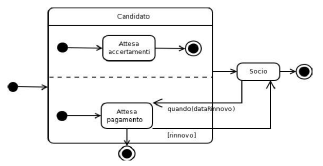 Candidato
Attesa
accertamenti
Socio
Attesa
pagamento
quando(dataRinnovo)
[rinnovo]